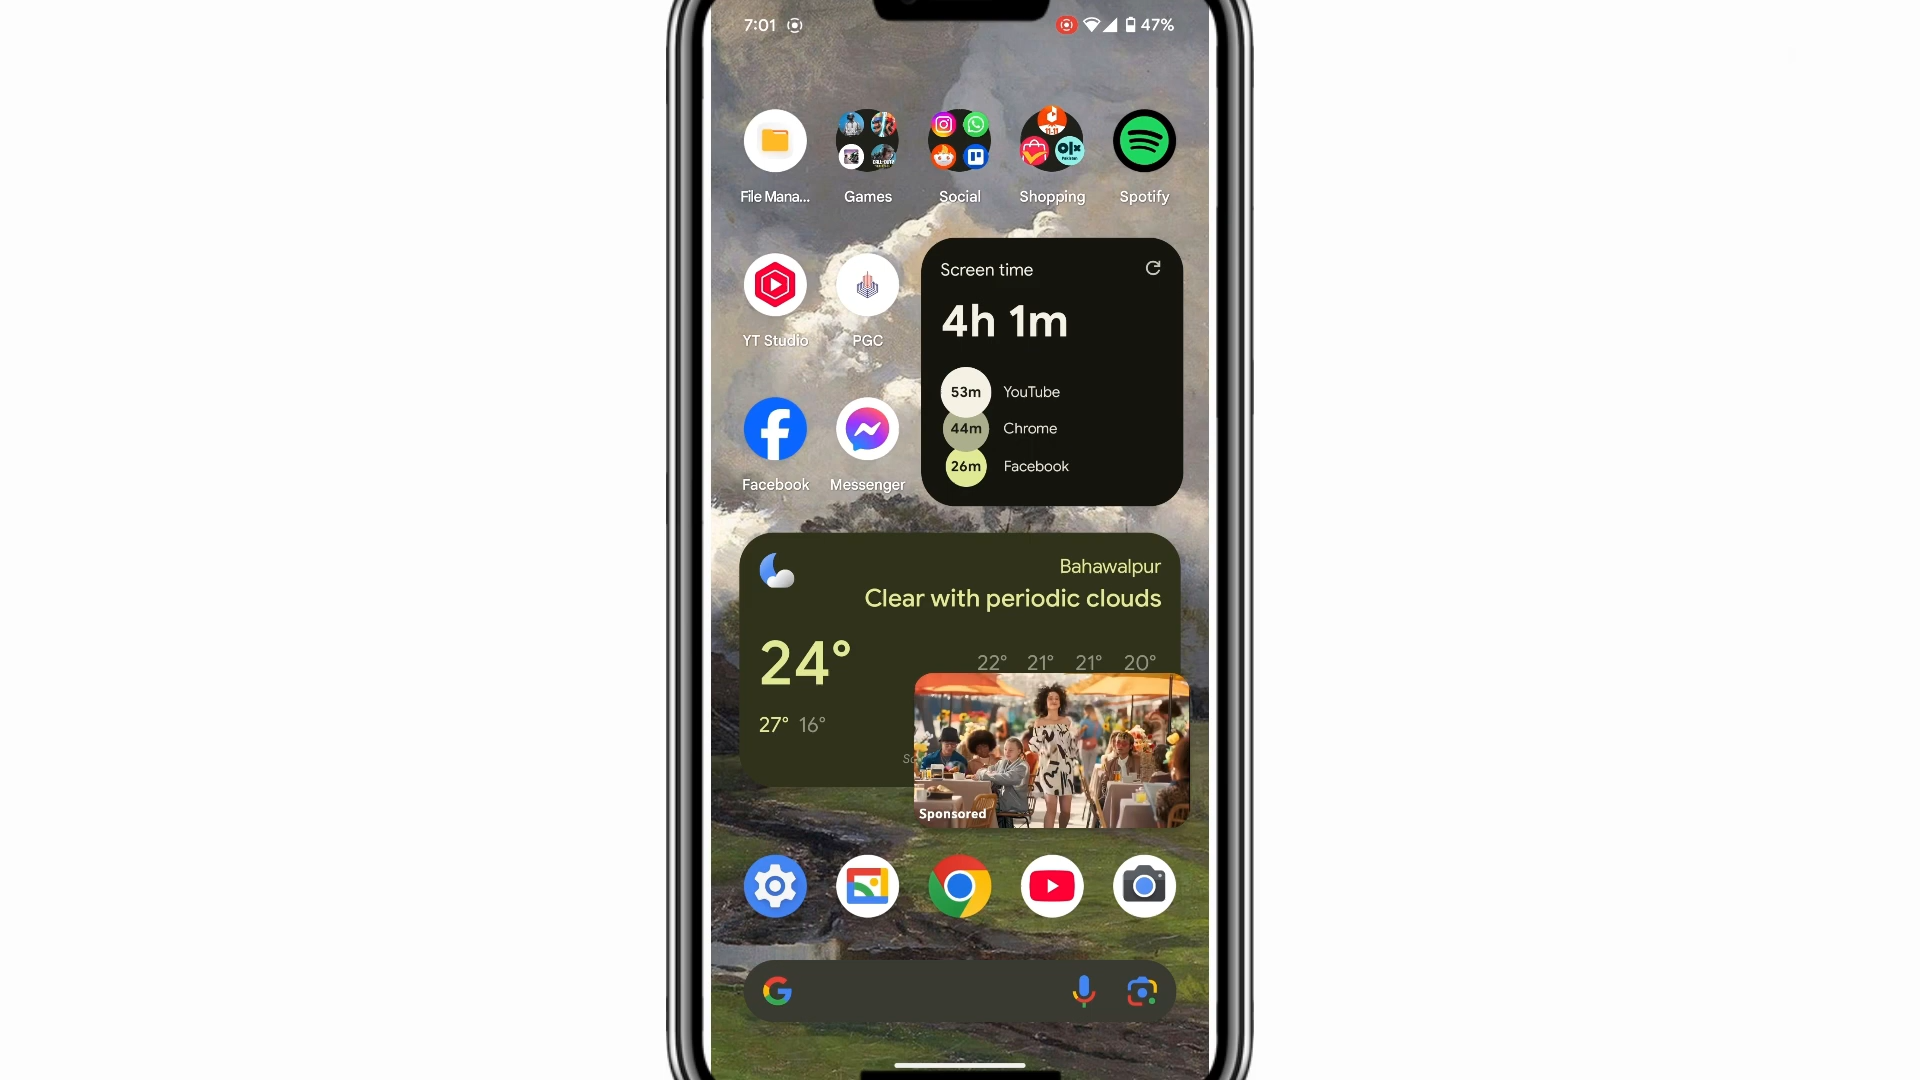 7:01
47%
File Mana...
Games
Social
Shopping
Spotify
Screen time
4h 1m
YT Studio
PGC
53m YouTube
44m Chrome
26m Facebook
Facebook
Messenger
Bahawalpur
Clear with periodic clouds
24°
22° 21° 21° 20°
27° 16°
Sponsored